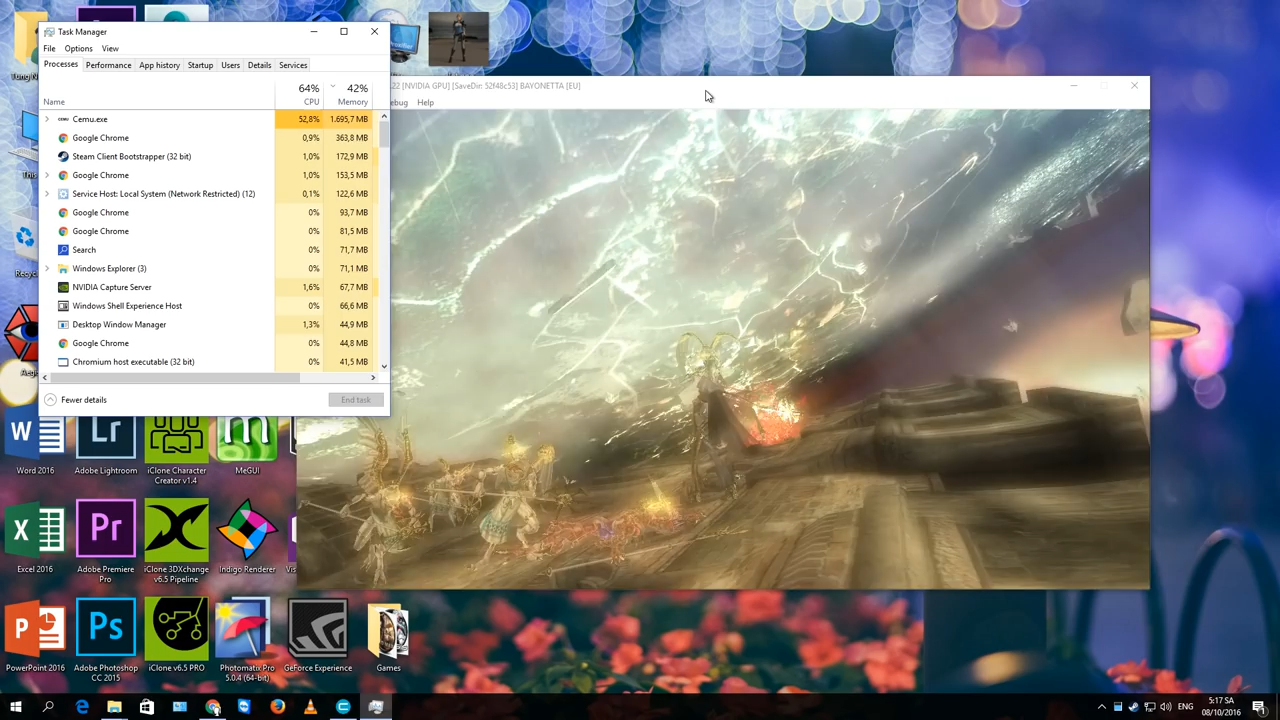 Task Manager
File Options View
Processes Performance App history Startup Users Details Services
64% 42%
Name CPU Memory
Cemu.exe 52,8% 1.695,7 MB
Google Chrome 0,9% 363,8 MB
Steam Client Bootstrapper (32 bit) 1,0% 172,9 MB
Google Chrome 1,0% 153,5 MB
Service Host: Local System (Network Restricted) (12) 0,1% 122,6 MB
Google Chrome 0% 93,7 MB
Google Chrome 0% 81,5 MB
Search 0% 71,7 MB
Windows Explorer (3) 0% 71,1 MB
NVIDIA Capture Server 1,6% 67,7 MB
Windows Shell Experience Host 0% 66,6 MB
Desktop Window Manager 1,3% 44,9 MB
Google Chrome 0% 44,8 MB
Chromium host executable (32 bit) 0% 41,5 MB
Fewer details End task
[NVIDIA GPU] [SaveDir: 52f48c53] BAYONETTA [EU]
Help
This
Word 2016
Adobe Lightroom
iClone Character
Creator v1.4
MeGUI
Excel 2016
Adobe Premiere
Pro
iClone 3DXchange
v6.5 Pipeline
Indigo Renderer
PowerPoint 2016
Adobe Photoshop
CC 2015
iClone v6.5 PRO
Photomatix Pro
5.0.4 (64-bit)
GeForce Experience
Games
ENG
5:17 SA
08/10/2016